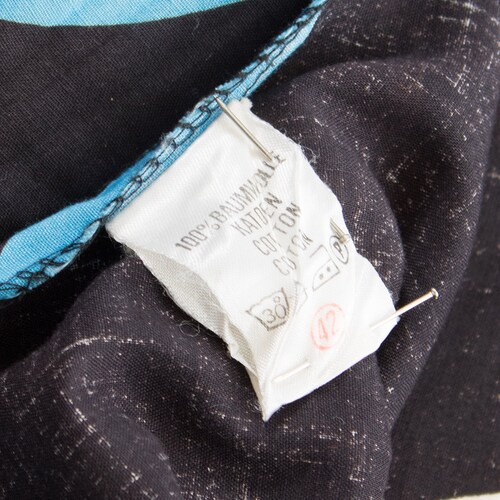 100% BAUMWOLLE
KATOEN
COTTON
COTON
30°
P
42